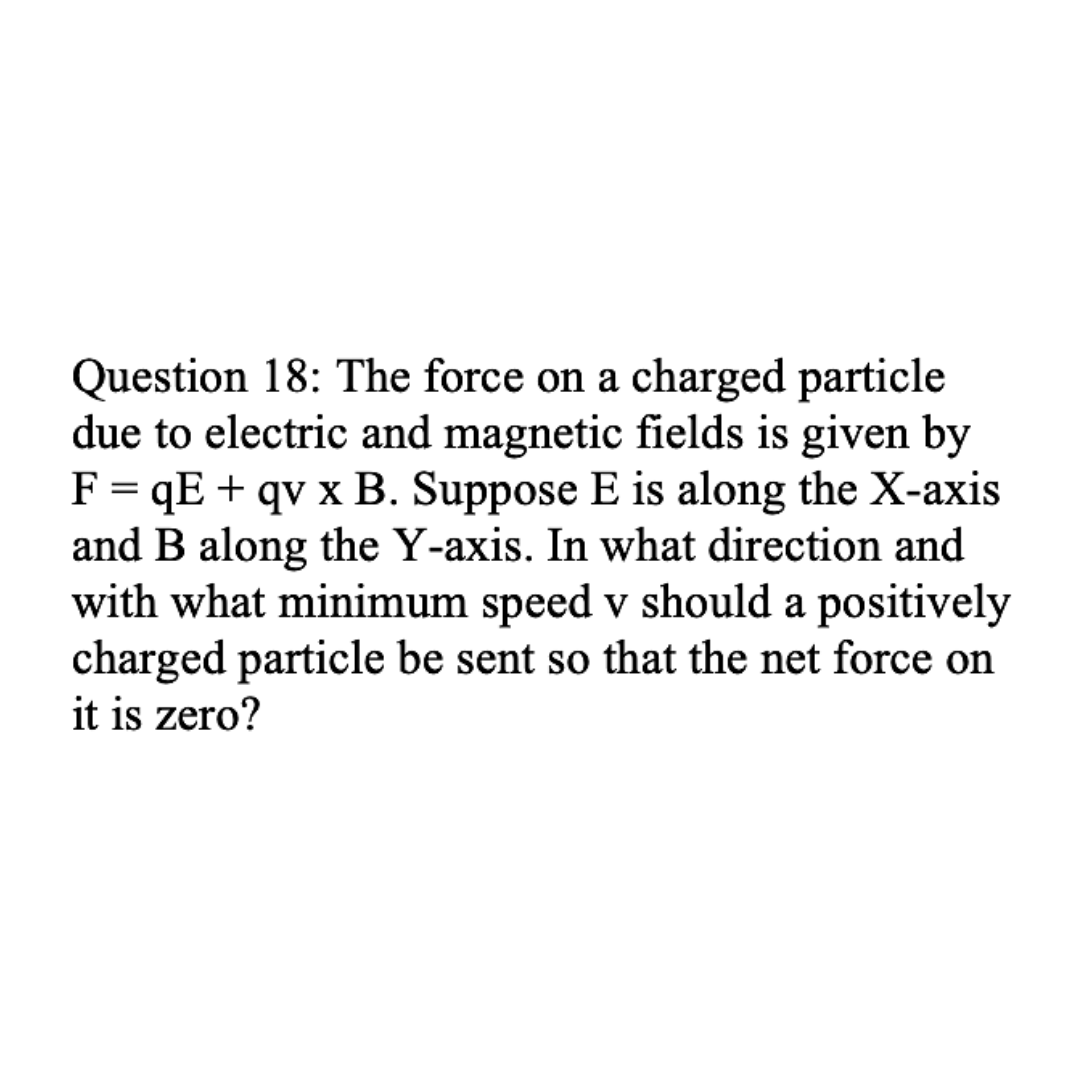 Question 18: The force on a charged particle
due to electric and magnetic fields is given by
F = qE + qv x B. Suppose E is along the X-axis
and B along the Y-axis. In what direction and
with what minimum speed v should a positively
charged particle be sent so that the net force on
it is zero?